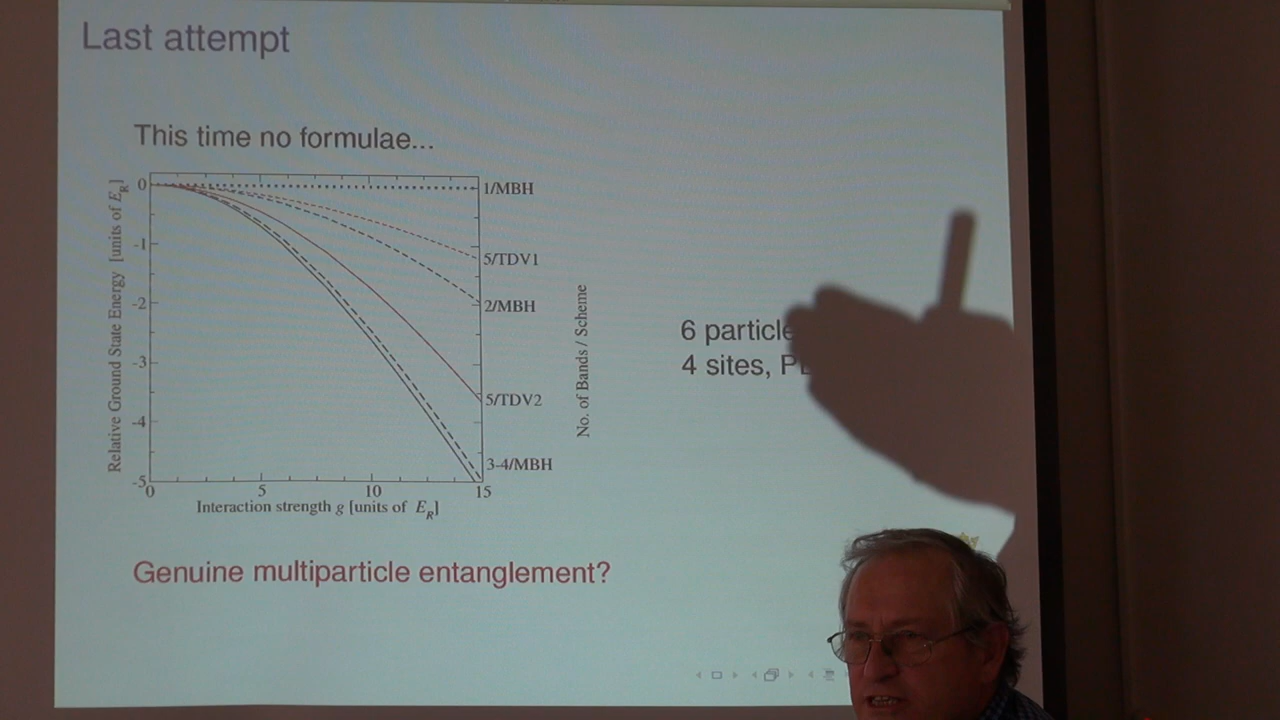 Last attempt
This time no formulae...
Relative Ground State Energy [units of E_R]
0
-1
-2
-3
-4
-5
0
5
10
15
Interaction strength g [units of E_R]
1/MBH
5/TDV1
2/MBH
5/TDV2
3-4/MBH
No. of Bands / Scheme
6 particle
4 sites,
Genuine multiparticle entanglement?